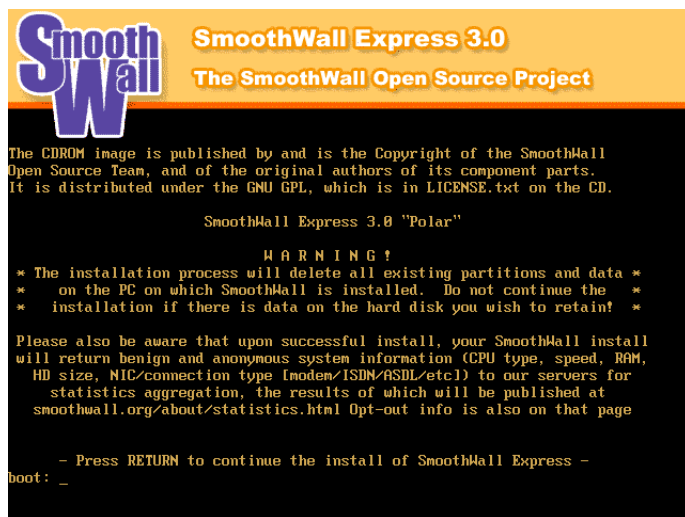 Smooth
Wall
SmoothWall Express 3.0
The SmoothWall Open Source Project
The CDROM image is published by and is the Copyright of the SmoothWall
Open Source Team, and of the original authors of its component parts.
It is distributed under the GNU GPL, which is in LICENSE.txt on the CD.
SmoothWall Express 3.0 "Polar"
W A R N I N G !
* The installation process will delete all existing partitions and data *
* on the PC on which SmoothWall is installed. Do not continue the *
* installation if there is data on the hard disk you wish to retain! *
Please also be aware that upon successful install, your SmoothWall install
will return benign and anonymous system information (CPU type, speed, RAM,
HD size, NIC/connection type [modem/ISDN/ASDL/etc]) to our servers for
statistics aggregation, the results of which will be published at
smoothwall.org/about/statistics.html Opt-out info is also on that page
- Press RETURN to continue the install of SmoothWall Express -
boot: _